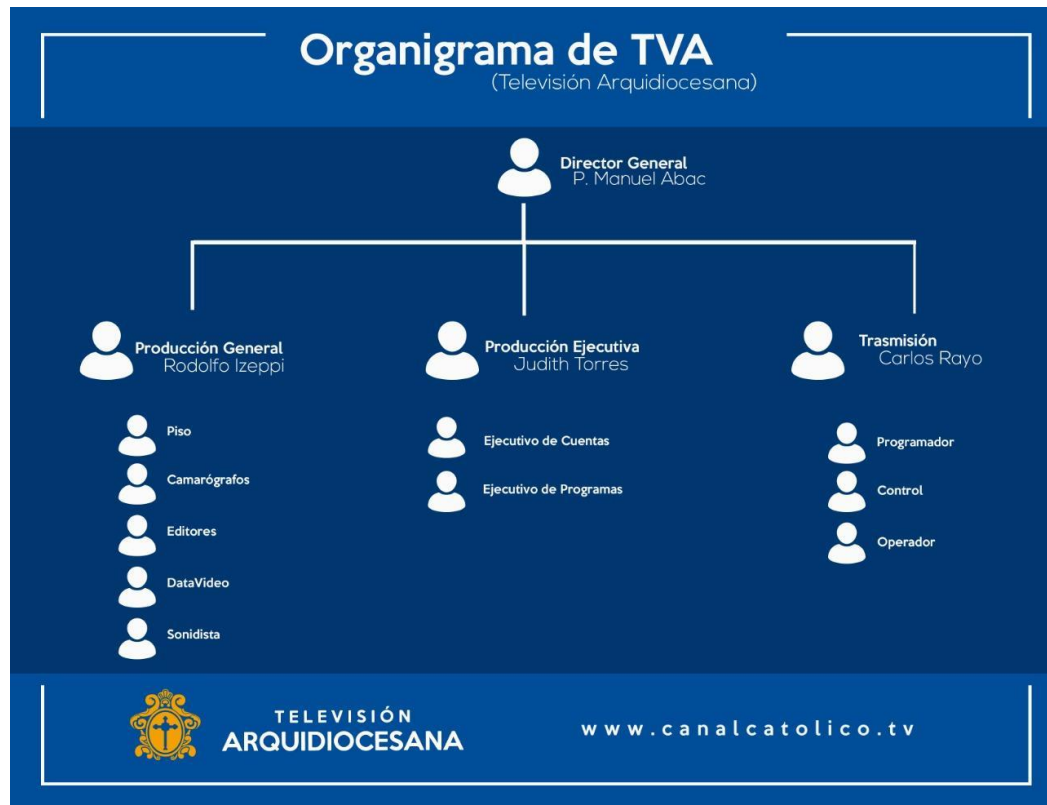 Organigrama de TVA
(Televisión Arquidiocesana)
Director General
P. Manuel Abac
Producción General
Rodolfo Izeppi
Piso
Camarógrafos
Editores
DataVideo
Sonidista
Producción Ejecutiva
Judith Torres
Ejecutivo de Cuentas
Ejecutivo de Programas
Trasmisión
Carlos Rayo
Programador
Control
Operador
TELEVISIÓN
ARQUIDIOCESANA
www.canalcatolico.tv